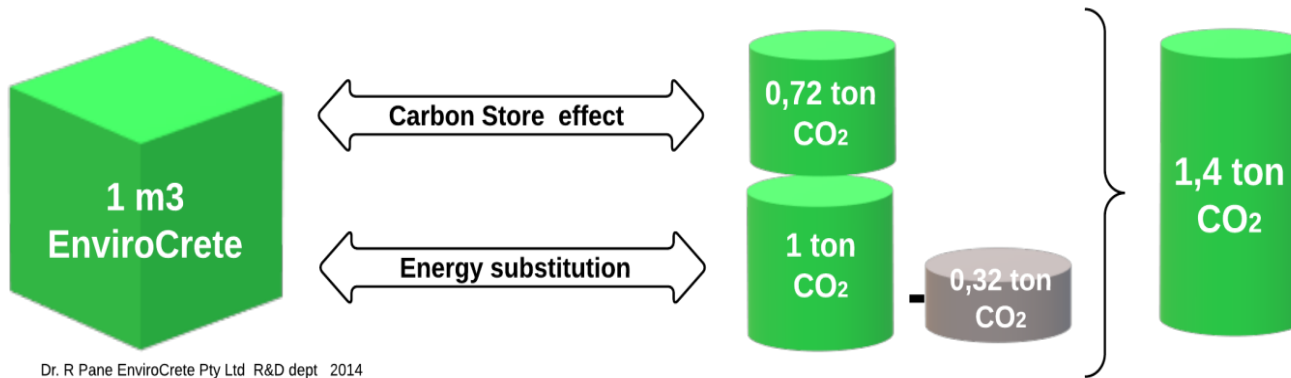 1 m3
EnviroCrete
Carbon Store effect
Energy substitution
0,72 ton
CO2
1 ton
CO2
-
0,32 ton
CO2
1,4 ton
CO2
Dr. R Pane EnviroCrete Pty Ltd R&D dept 2014